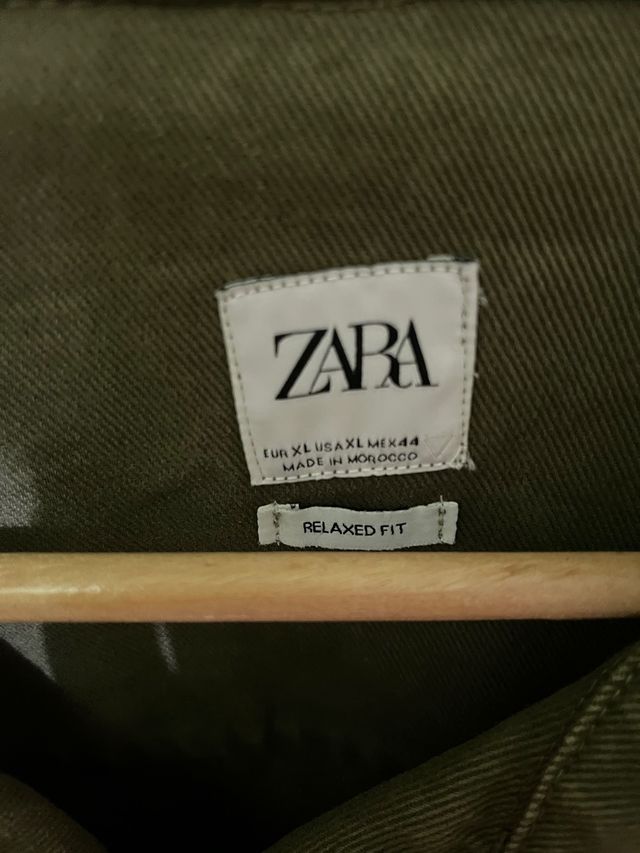 ZARA
EUR XL USA XL MEX 44
MADE IN MOROCCO
RELAXED FIT